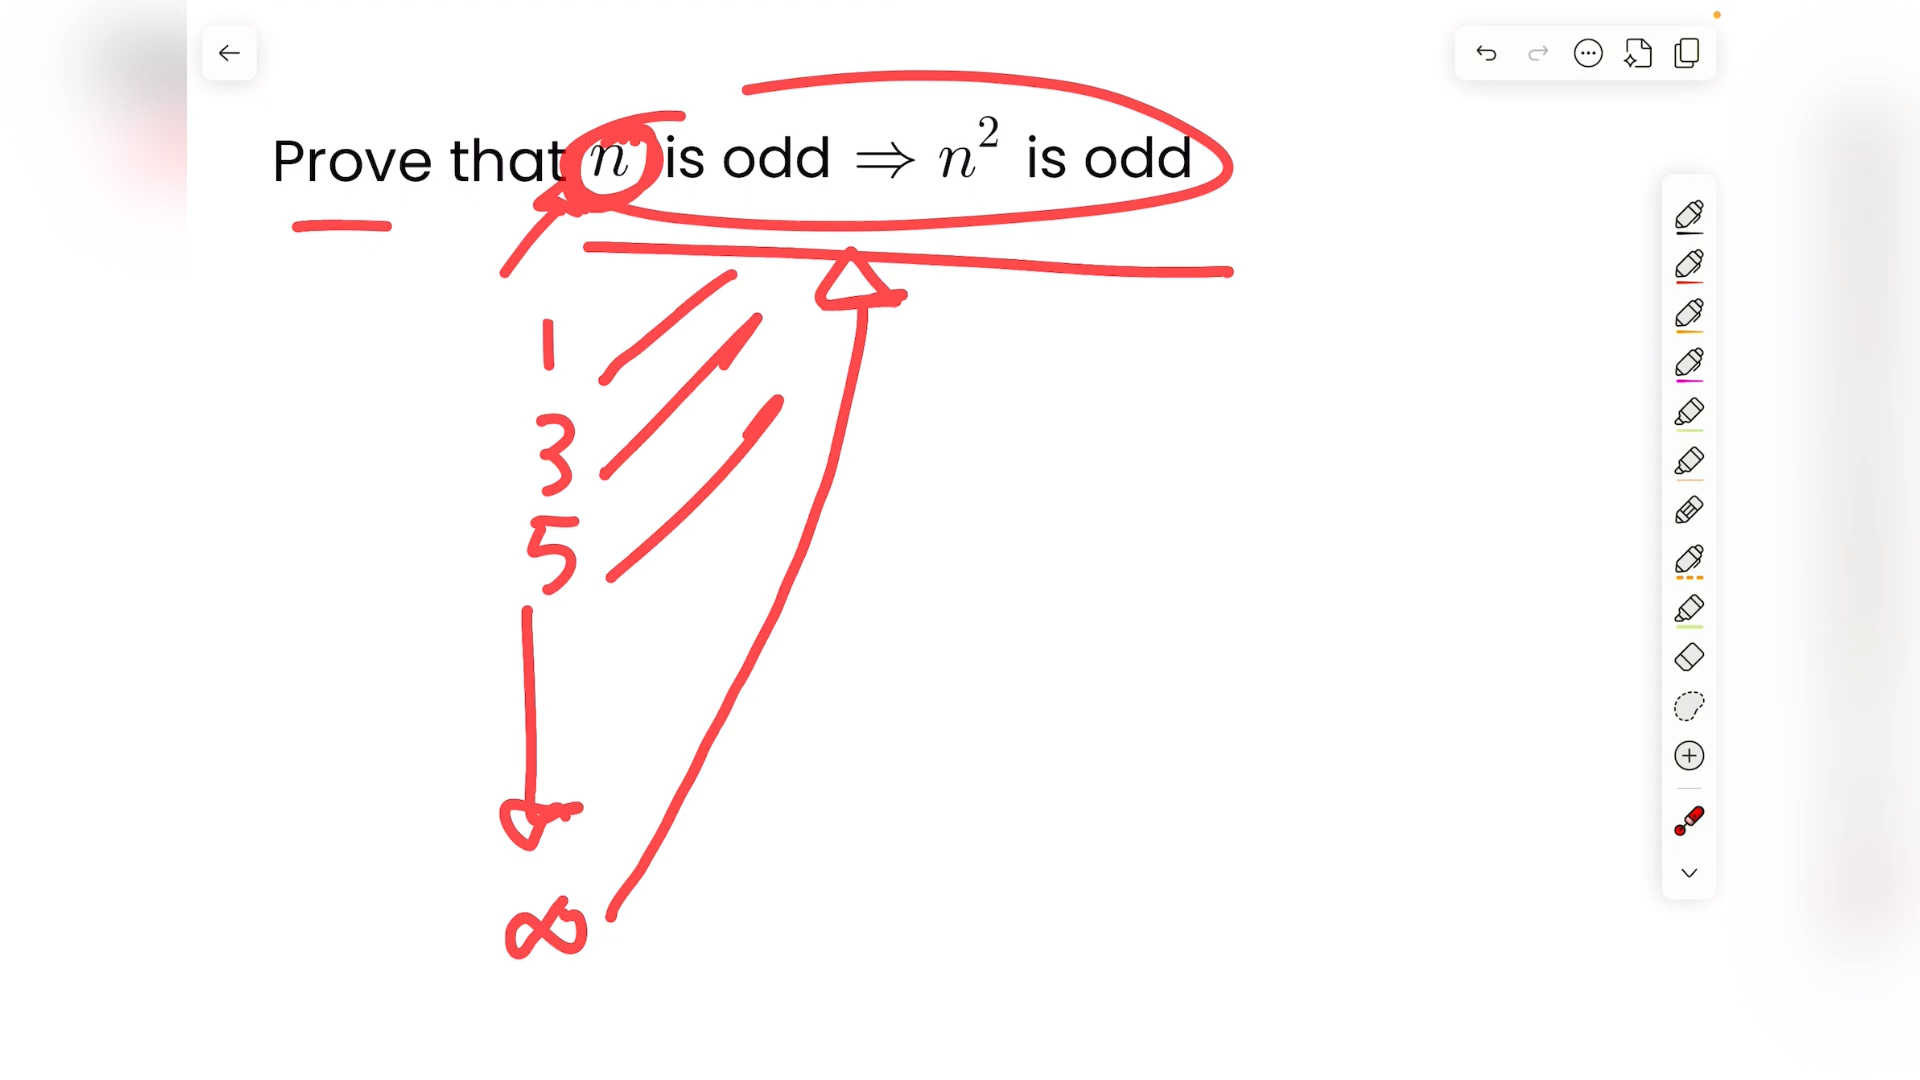 Prove that n is odd ⇒ n² is odd
1
3
5
∞